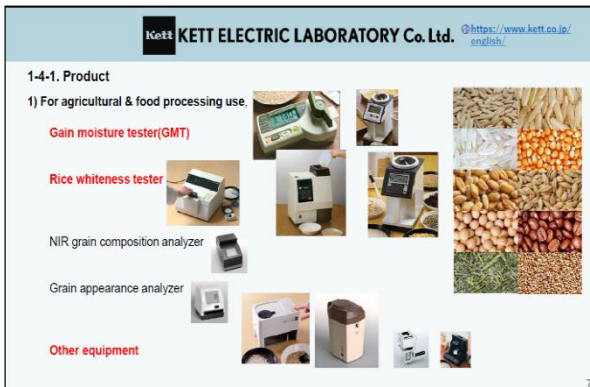 Kett KETT ELECTRIC LABORATORY Co. Ltd.
https://www.kett.co.jp/
english/
1-4-1. Product
1) For agricultural & food processing use,
Gain moisture tester(GMT)
Rice whiteness tester
NIR grain composition analyzer
Grain appearance analyzer
Other equipment
7